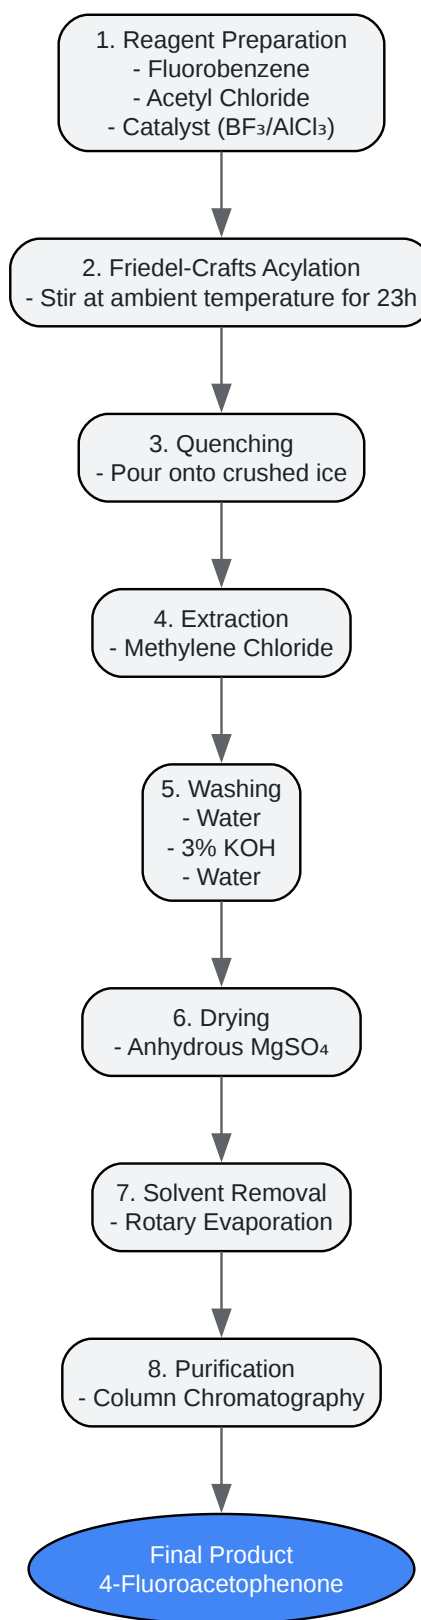 1. Reagent Preparation
- Fluorobenzene
- Acetyl Chloride
- Catalyst (BF₃/AlCl₃)
2. Friedel-Crafts Acylation
- Stir at ambient temperature for 23h
3. Quenching
- Pour onto crushed ice
4. Extraction
- Methylene Chloride
5. Washing
- Water
- 3% KOH
- Water
6. Drying
- Anhydrous MgSO₄
7. Solvent Removal
- Rotary Evaporation
8. Purification
- Column Chromatography
Final Product
4-Fluoroacetophenone